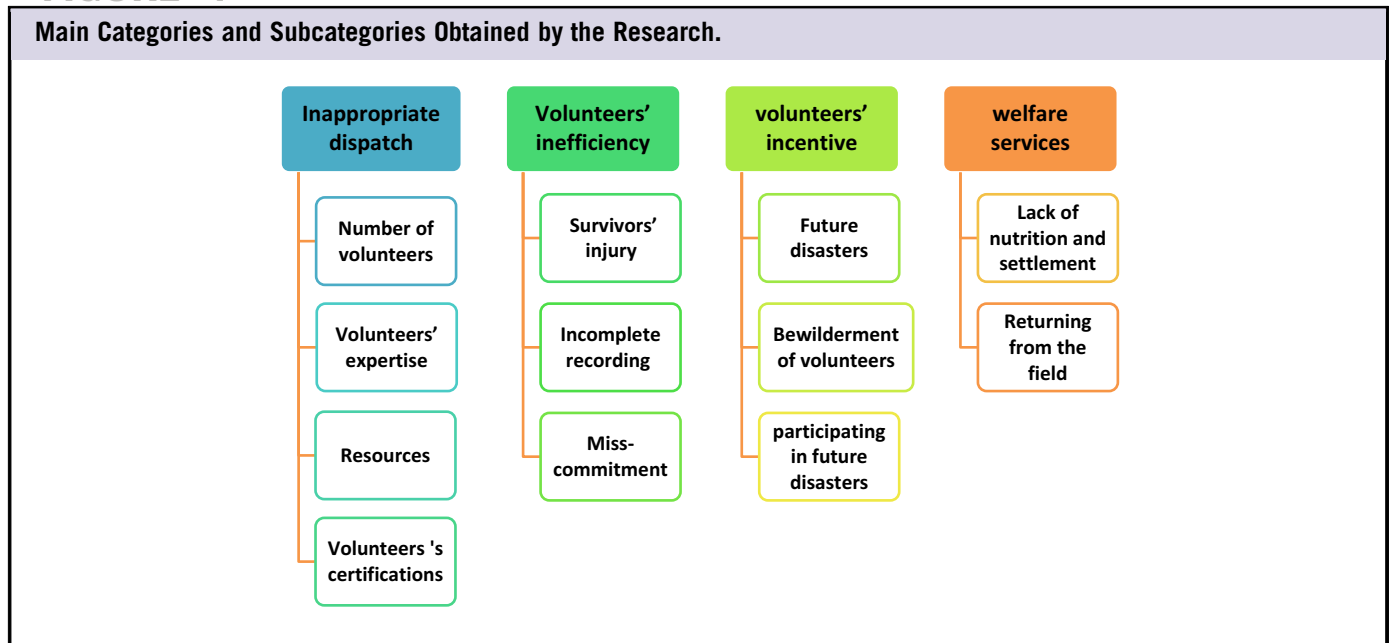 Main Categories and Subcategories Obtained by the Research.
Inappropriate
dispatch
Number of
volunteers
Volunteers’
expertise
Resources
Volunteers 's
certifications
Volunteers’
inefficiency
Survivors’
injury
Incomplete
recording
Miss-
commitment
volunteers’
incentive
Future
disasters
Bewilderment
of volunteers
participating
in future
disasters
welfare
services
Lack of
nutrition and
settlement
Returning
from the
field